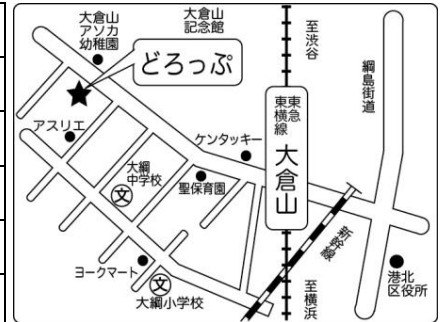 大倉山
アソカ
幼稚園
大倉山
記念館
至渋谷
綱島街道
どろっぷ
アスリエ
東急
東横線
大倉山
ケンタッキー
大綱
中学校
文
聖保育園
新幹線
ヨークマート
文
大綱小学校
至横浜
港北
区役所